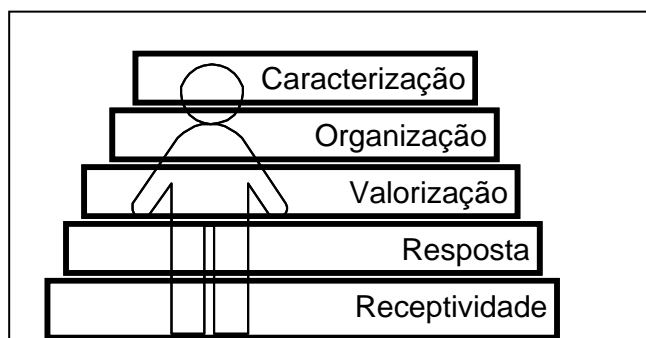 Caracterização
Organização
Valorização
Resposta
Receptividade